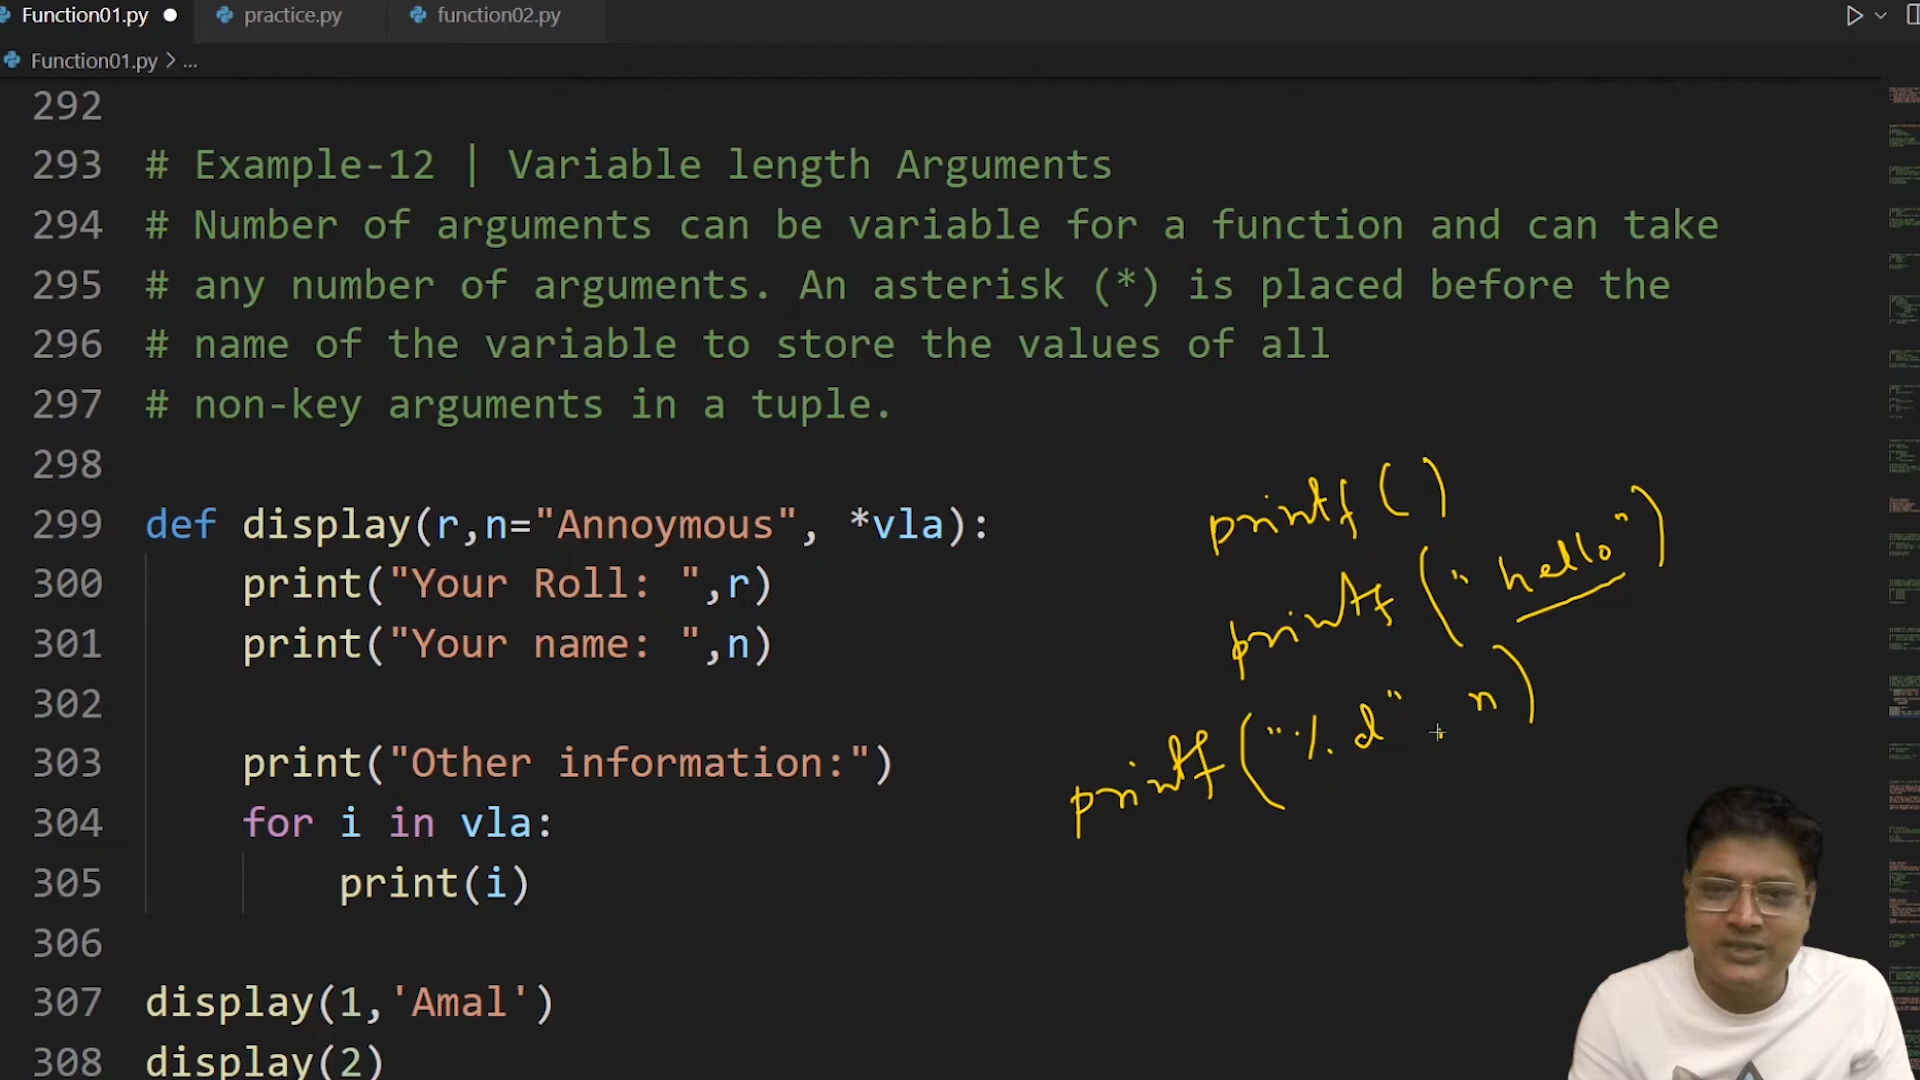 Function01.py practice.py function02.py
Function01.py > ...
292
293 # Example-12 | Variable length Arguments
294 # Number of arguments can be variable for a function and can take
295 # any number of arguments. An asterisk (*) is placed before the
296 # name of the variable to store the values of all
297 # non-key arguments in a tuple.
298
299 def display(r,n="Annoymous", *vla):
300 print("Your Roll: ",r)
301 print("Your name: ",n)
302
303 print("Other information:")
304 for i in vla:
305 print(i)
306
307 display(1,'Amal')
308 display(2)
printf ()
printf (" hello")
printf ("%d" n)